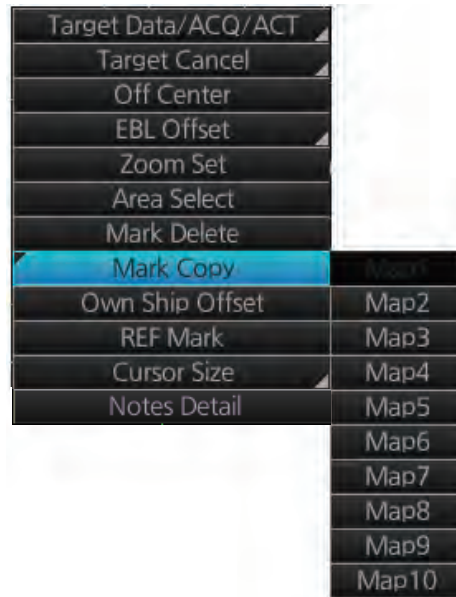 Target Data/ACQ/ACT
Target Cancel
Off Center
EBL Offset
Zoom Set
Area Select
Mark Delete
Mark Copy
Own Ship Offset
REF Mark
Cursor Size
Notes Detail
Map1
Map2
Map3
Map4
Map5
Map6
Map7
Map8
Map9
Map10